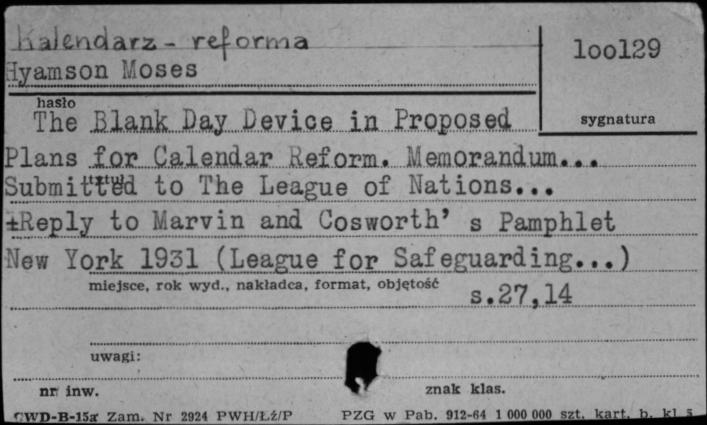 Kalendarz - reforma
Hyamson Moses
loo129
hasło
sygnatura
The Blank Day Device in Proposed
Plans for Calendar Reform. Memorandum...
tytuł
Submitted to The League of Nations...
±Reply to Marvin and Cosworth' s Pamphlet
New York 1931 (League for Safeguarding...)
miejsce, rok wyd., nakładca, format, objętość
s.27,14
uwagi:
nr inw.
znak klas.
CWD-B-15a Zam. Nr 2924 PWH/ŁŻ/P PZG w Pab. 912-64 1 000 000 szt. kart. b. kl 5